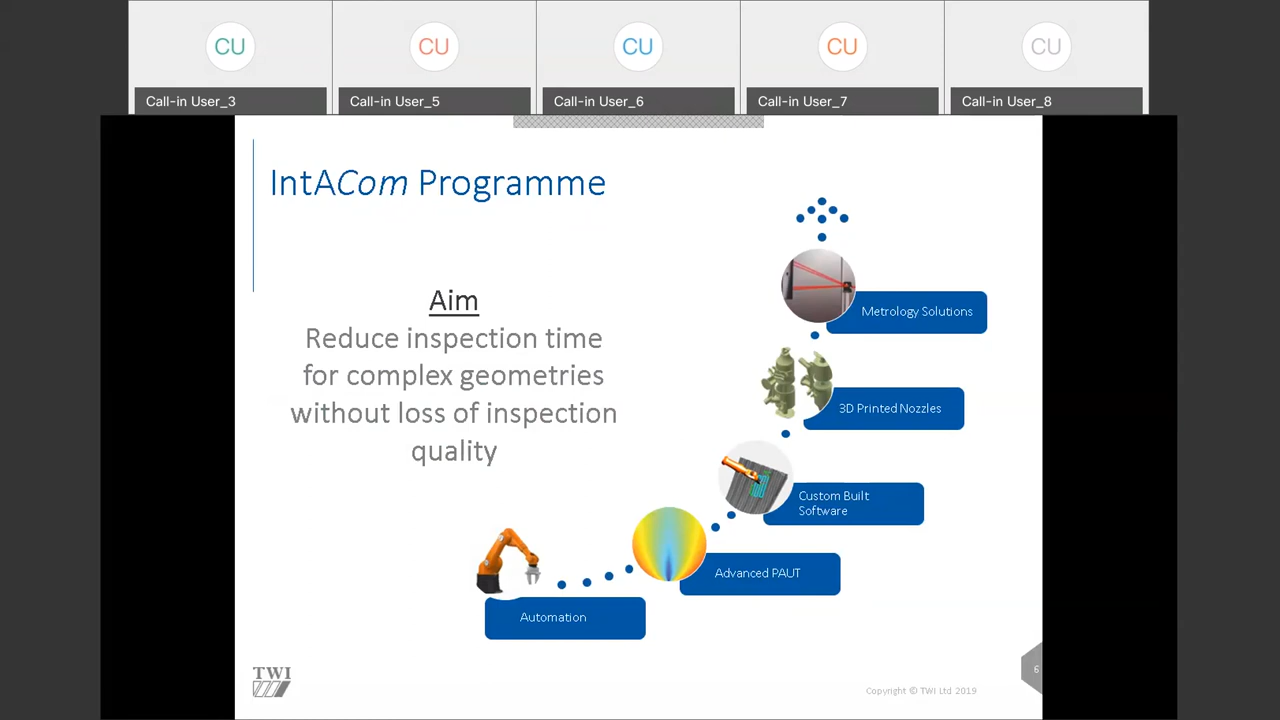 CU
CU
CU
CU
CU
Call-in User_3
Call-in User_5
Call-in User_6
Call-in User_7
Call-in User_8
IntACom Programme
Aim
Reduce inspection time
for complex geometries
without loss of inspection
quality
Metrology Solutions
3D Printed Nozzles
Custom Built
Software
Advanced PAUT
Automation
TWI
6
Copyright © TWI Ltd 2019